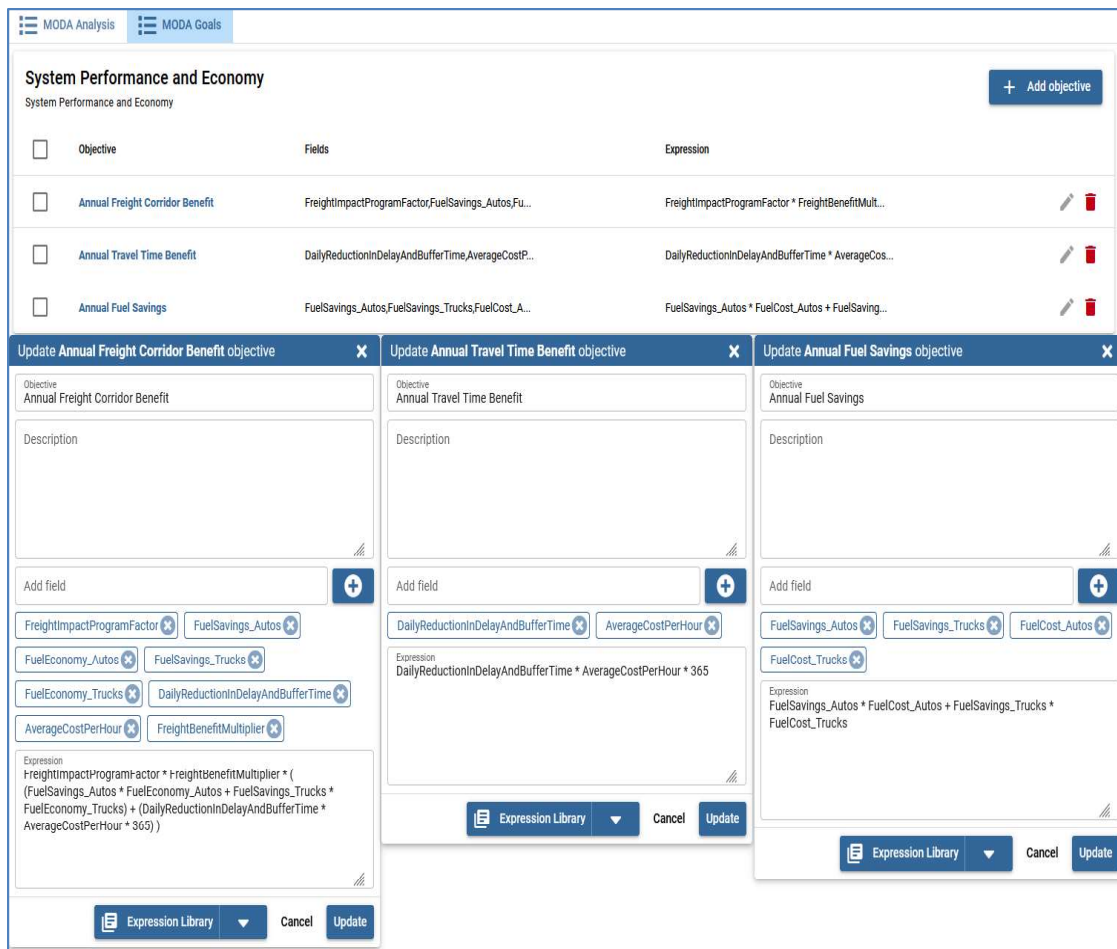 MODA Analysis
MODA Goals
System Performance and Economy
System Performance and Economy
+ Add objective
Objective Fields Expression
Annual Freight Corridor Benefit FreightImpactProgramFactor,FuelSavings_Autos,Fu... FreightImpactProgramFactor * FreightBenefitMult...
Annual Travel Time Benefit DailyReductionInDelayAndBufferTime,AverageCostP... DailyReductionInDelayAndBufferTime * AverageCos...
Annual Fuel Savings FuelSavings_Autos,FuelSavings_Trucks,FuelCost_A... FuelSavings_Autos * FuelCost_Autos + FuelSaving...
Update Annual Freight Corridor Benefit objective
Objective
Annual Freight Corridor Benefit
Description
Add field
FreightImpactProgramFactor FuelSavings_Autos
FuelEconomy_Autos FuelSavings_Trucks
FuelEconomy_Trucks DailyReductionInDelayAndBufferTime
AverageCostPerHour FreightBenefitMultiplier
Expression
FreightImpactProgramFactor * FreightBenefitMultiplier * (
(FuelSavings_Autos * FuelEconomy_Autos + FuelSavings_Trucks *
FuelEconomy_Trucks) + (DailyReductionInDelayAndBufferTime *
AverageCostPerHour * 365) )
Expression Library Cancel Update
Update Annual Travel Time Benefit objective
Objective
Annual Travel Time Benefit
Description
Add field
DailyReductionInDelayAndBufferTime AverageCostPerHour
Expression
DailyReductionInDelayAndBufferTime * AverageCostPerHour * 365
Expression Library Cancel Update
Update Annual Fuel Savings objective
Objective
Annual Fuel Savings
Description
Add field
FuelSavings_Autos FuelSavings_Trucks FuelCost_Autos
FuelCost_Trucks
Expression
FuelSavings_Autos * FuelCost_Autos + FuelSavings_Trucks *
FuelCost_Trucks
Expression Library Cancel Update